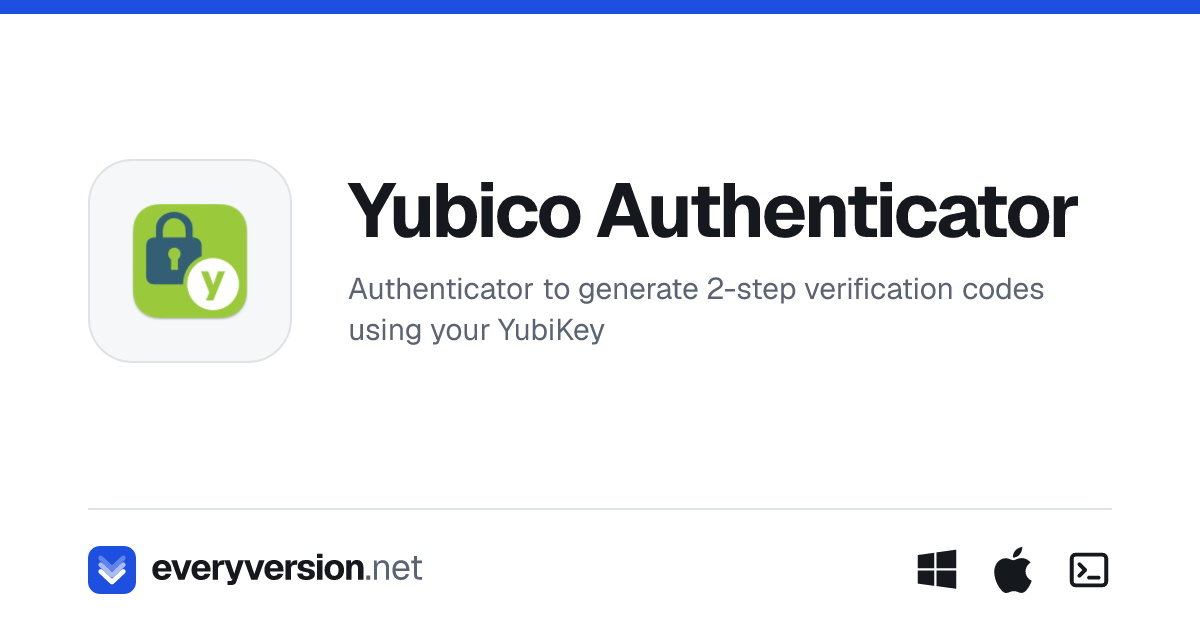 Yubico Authenticator
Authenticator to generate 2-step verification codes
using your YubiKey
y
everyversion.net